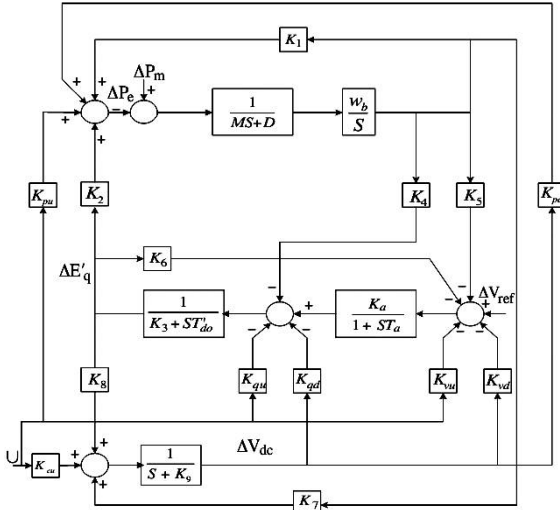 K1
ΔPm
ΔPe
+
+
+
+
−
+
1
MS+D
wb
S
Kpu
K2
K4
K5
ΔE'q
K6
−
−
−
ΔVref
+
1
K3 + ST'do
+
Ka
1 + STa
−
−
−
−
K8
Kqu
Kqd
Kvu
Kvd
U
Kcu
+
+
+
1
S + K9
ΔVdc
K7